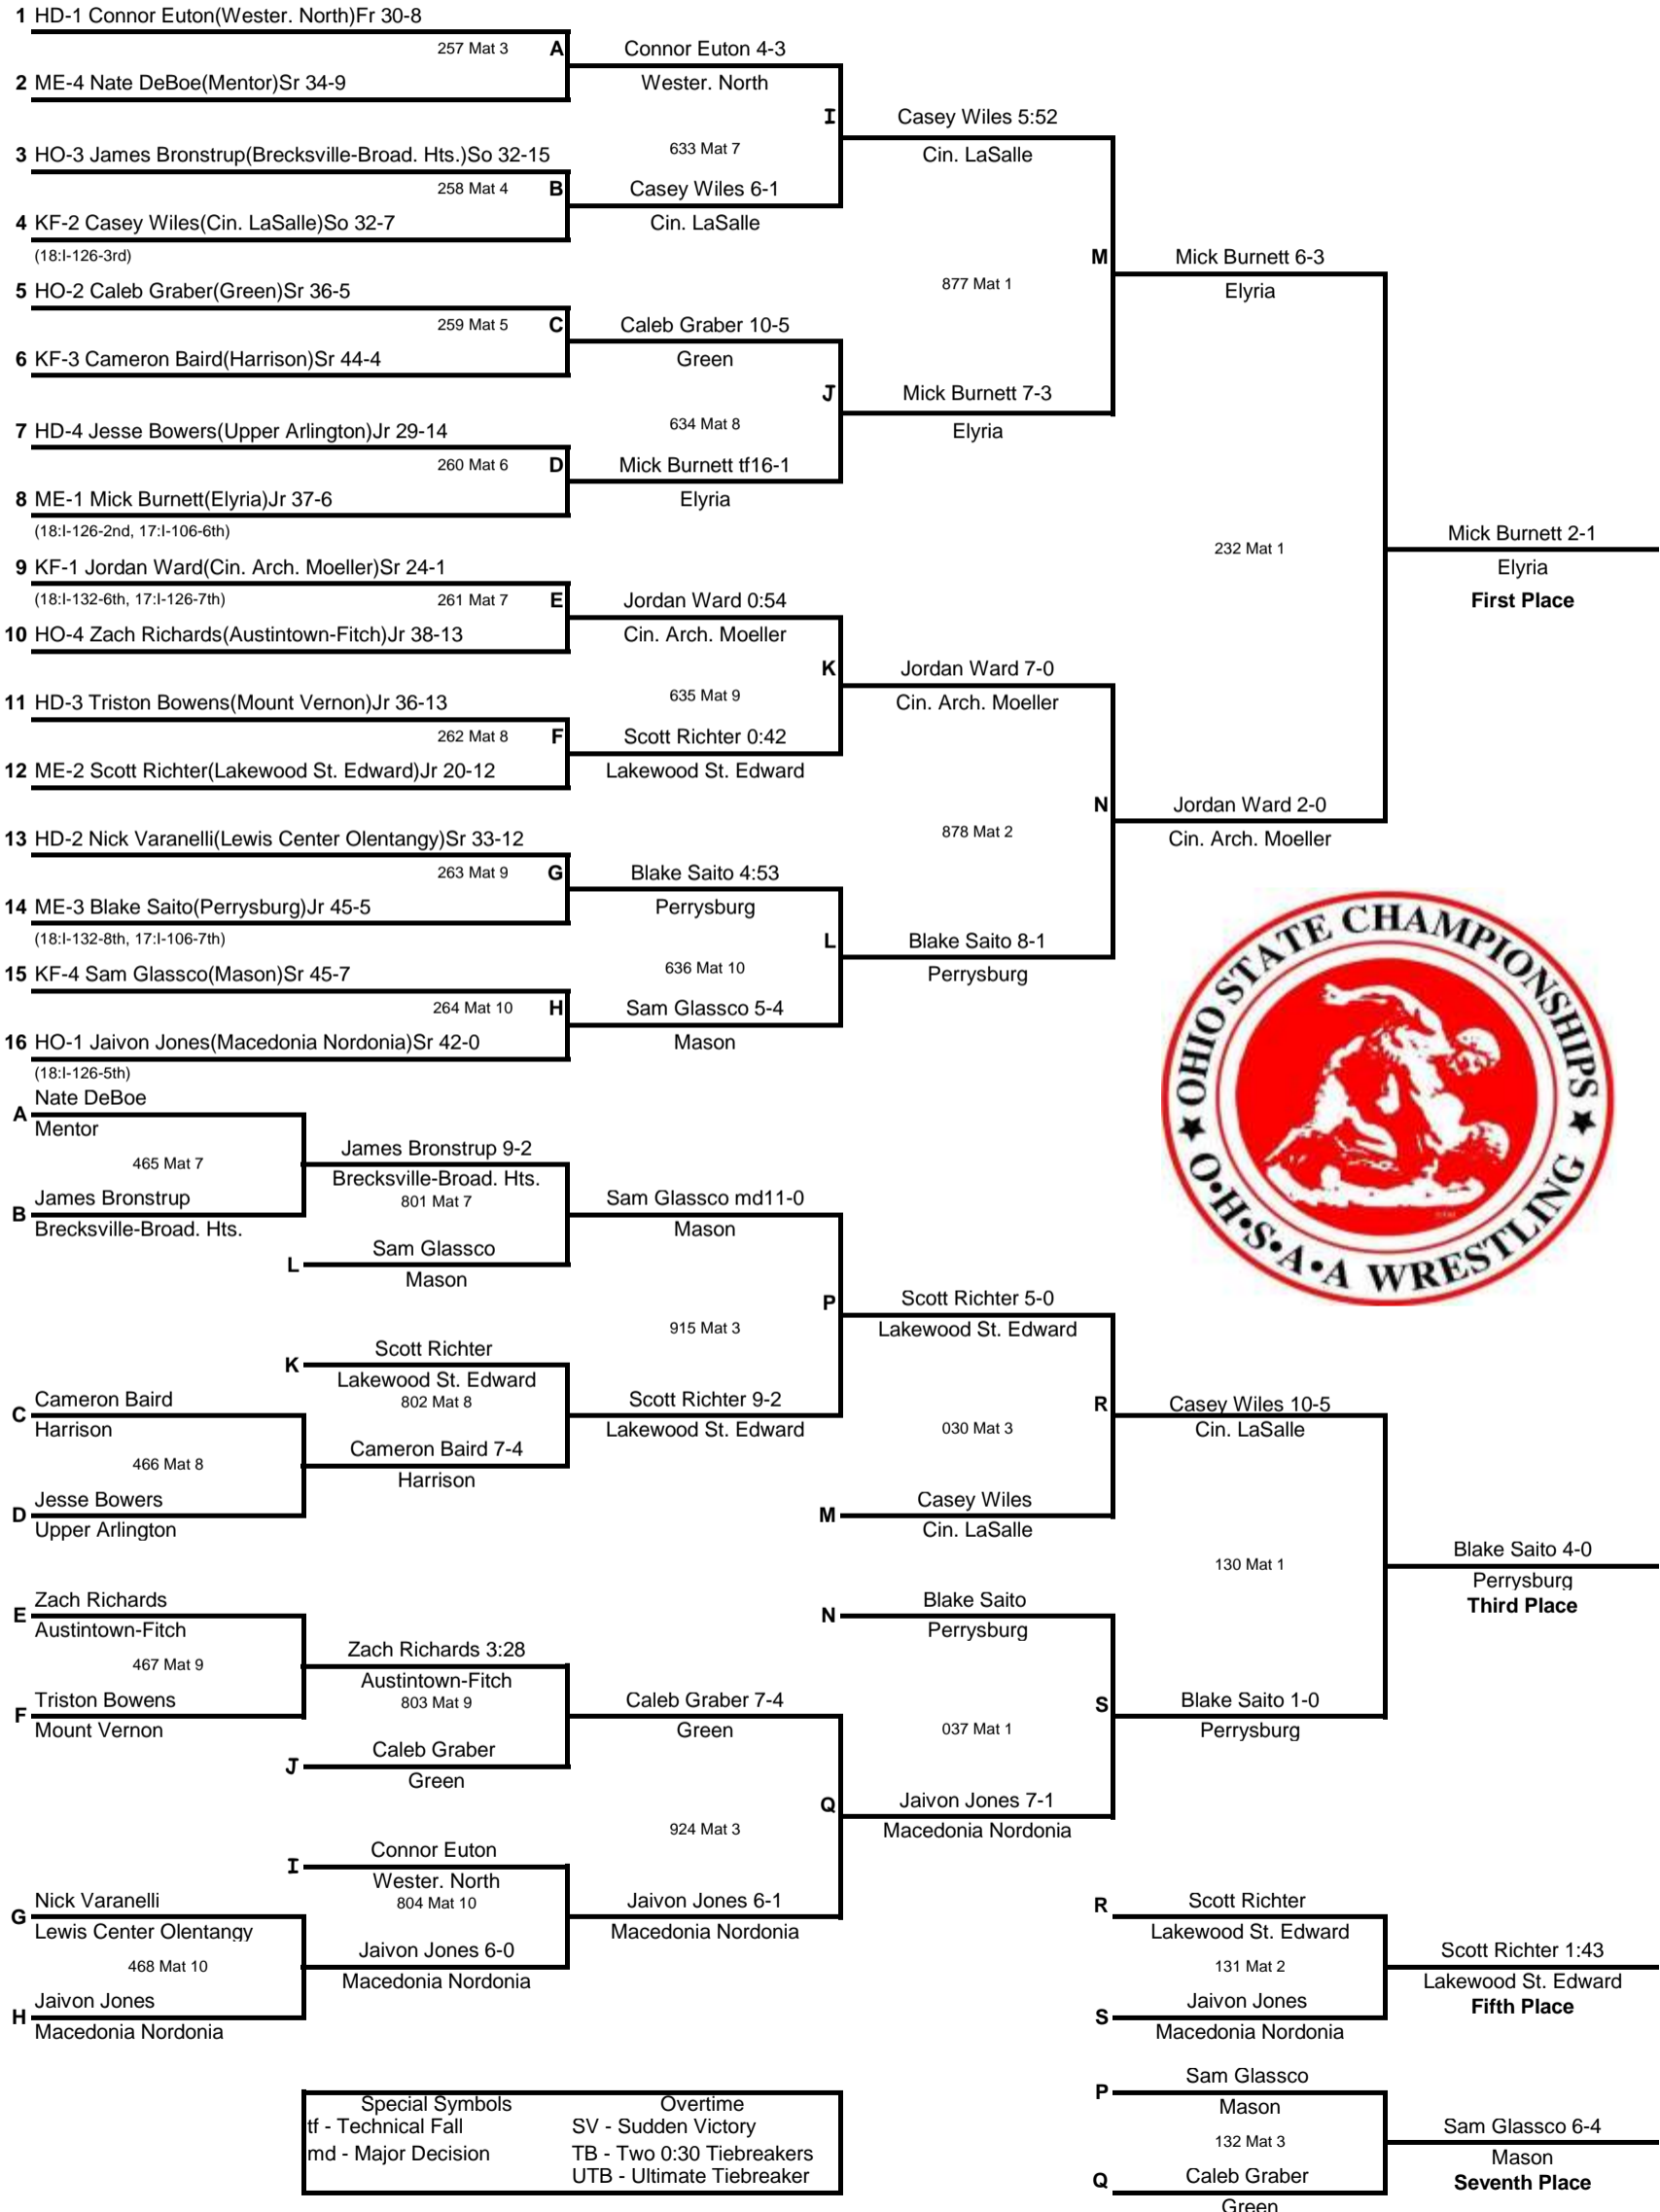 1 HD-1 Connor Euton(Wester. North)Fr 30-8
257 Mat 3 A
2 ME-4 Nate DeBoe(Mentor)Sr 34-9
Connor Euton 4-3
Wester. North
I
633 Mat 7
3 HO-3 James Bronstrup(Brecksville-Broad. Hts.)So 32-15
258 Mat 4 B
4 KF-2 Casey Wiles(Cin. LaSalle)So 32-7
(18:I-126-3rd)
Casey Wiles 6-1
Cin. LaSalle
Casey Wiles 5:52
Cin. LaSalle
M
877 Mat 1
5 HO-2 Caleb Graber(Green)Sr 36-5
259 Mat 5 C
6 KF-3 Cameron Baird(Harrison)Sr 44-4
Caleb Graber 10-5
Green
J
634 Mat 8
7 HD-4 Jesse Bowers(Upper Arlington)Jr 29-14
260 Mat 6 D
8 ME-1 Mick Burnett(Elyria)Jr 37-6
(18:I-126-2nd, 17:I-106-6th)
Mick Burnett tf16-1
Elyria
Mick Burnett 7-3
Elyria
Mick Burnett 6-3
Elyria
232 Mat 1
Mick Burnett 2-1
Elyria
First Place
9 KF-1 Jordan Ward(Cin. Arch. Moeller)Sr 24-1
(18:I-132-6th, 17:I-126-7th)
261 Mat 7 E
10 HO-4 Zach Richards(Austintown-Fitch)Jr 38-13
Jordan Ward 0:54
Cin. Arch. Moeller
K
635 Mat 9
11 HD-3 Triston Bowens(Mount Vernon)Jr 36-13
262 Mat 8 F
12 ME-2 Scott Richter(Lakewood St. Edward)Jr 20-12
Scott Richter 0:42
Lakewood St. Edward
Jordan Ward 7-0
Cin. Arch. Moeller
N
878 Mat 2
Jordan Ward 2-0
Cin. Arch. Moeller
13 HD-2 Nick Varanelli(Lewis Center Olentangy)Sr 33-12
263 Mat 9 G
14 ME-3 Blake Saito(Perrysburg)Jr 45-5
(18:I-132-8th, 17:I-106-7th)
Blake Saito 4:53
Perrysburg
L
636 Mat 10
15 KF-4 Sam Glassco(Mason)Sr 45-7
264 Mat 10 H
16 HO-1 Jaivon Jones(Macedonia Nordonia)Sr 42-0
(18:I-126-5th)
Sam Glassco 5-4
Mason
Blake Saito 8-1
Perrysburg
OHIO STATE CHAMPIONSHIPS
O•H•S•A•A WRESTLING
A Nate DeBoe
Mentor
465 Mat 7
B James Bronstrup
Brecksville-Broad. Hts.
James Bronstrup 9-2
Brecksville-Broad. Hts.
801 Mat 7
L Sam Glassco
Mason
Sam Glassco md11-0
Mason
P
915 Mat 3
K Scott Richter
Lakewood St. Edward
802 Mat 8
C Cameron Baird
Harrison
466 Mat 8
D Jesse Bowers
Upper Arlington
Cameron Baird 7-4
Harrison
Scott Richter 9-2
Lakewood St. Edward
Scott Richter 5-0
Lakewood St. Edward
R
030 Mat 3
M Casey Wiles
Cin. LaSalle
Casey Wiles 10-5
Cin. LaSalle
130 Mat 1
Blake Saito 4-0
Perrysburg
Third Place
E Zach Richards
Austintown-Fitch
467 Mat 9
F Triston Bowens
Mount Vernon
Zach Richards 3:28
Austintown-Fitch
803 Mat 9
J Caleb Graber
Green
Caleb Graber 7-4
Green
Q
924 Mat 3
N Blake Saito
Perrysburg
S
037 Mat 1
Blake Saito 1-0
Perrysburg
I Connor Euton
Wester. North
804 Mat 10
G Nick Varanelli
Lewis Center Olentangy
468 Mat 10
H Jaivon Jones
Macedonia Nordonia
Jaivon Jones 6-0
Macedonia Nordonia
Jaivon Jones 6-1
Macedonia Nordonia
Jaivon Jones 7-1
Macedonia Nordonia
R Scott Richter
Lakewood St. Edward
131 Mat 2
S Jaivon Jones
Macedonia Nordonia
Scott Richter 1:43
Lakewood St. Edward
Fifth Place
P Sam Glassco
Mason
132 Mat 3
Q Caleb Graber
Green
Sam Glassco 6-4
Mason
Seventh Place
Special Symbols Overtime
tf - Technical Fall SV - Sudden Victory
md - Major Decision TB - Two 0:30 Tiebreakers
UTB - Ultimate Tiebreaker